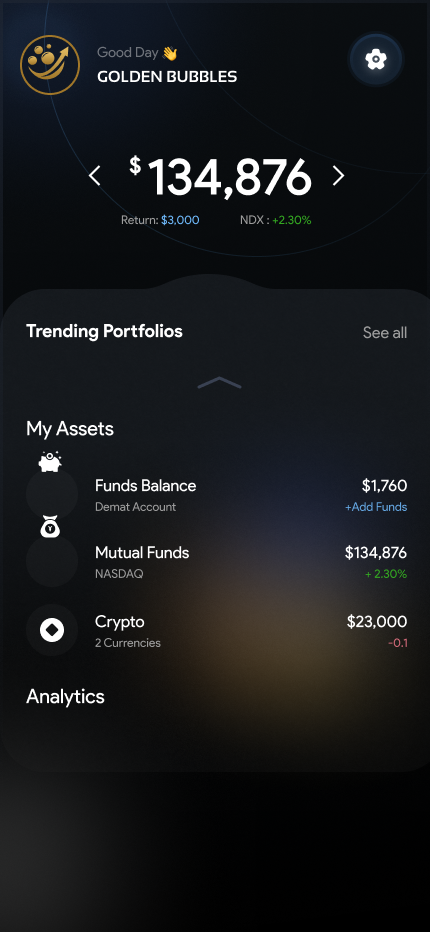 Good Day 👋
GOLDEN BUBBLES
$134,876
Return: $3,000 NDX : +2.30%
Trending Portfolios See all
My Assets
Funds Balance $1,760
Demat Account +Add Funds
Mutual Funds $134,876
NASDAQ + 2.30%
Crypto $23,000
2 Currencies -0.1
Analytics